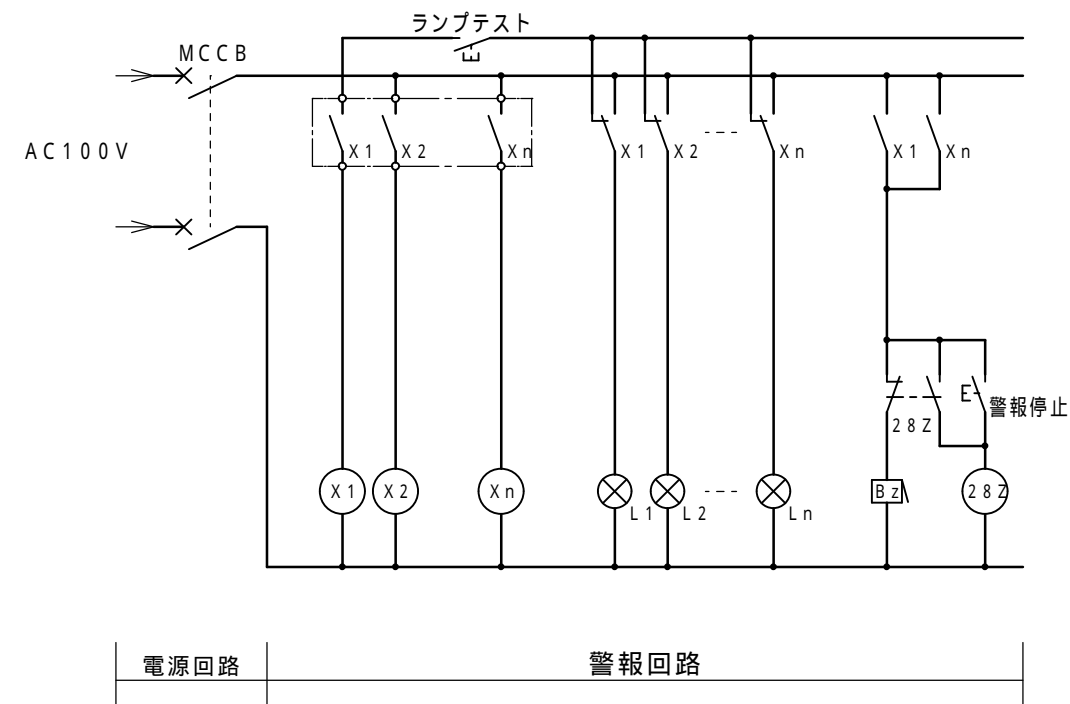 ランプテスト
MCCB
AC100V
X1 X2 Xn X1 X2 Xn X1 Xn
警報停止
28Z
X1 X2 Xn Bz 28Z
L1 L2 Ln
電源回路 警報回路